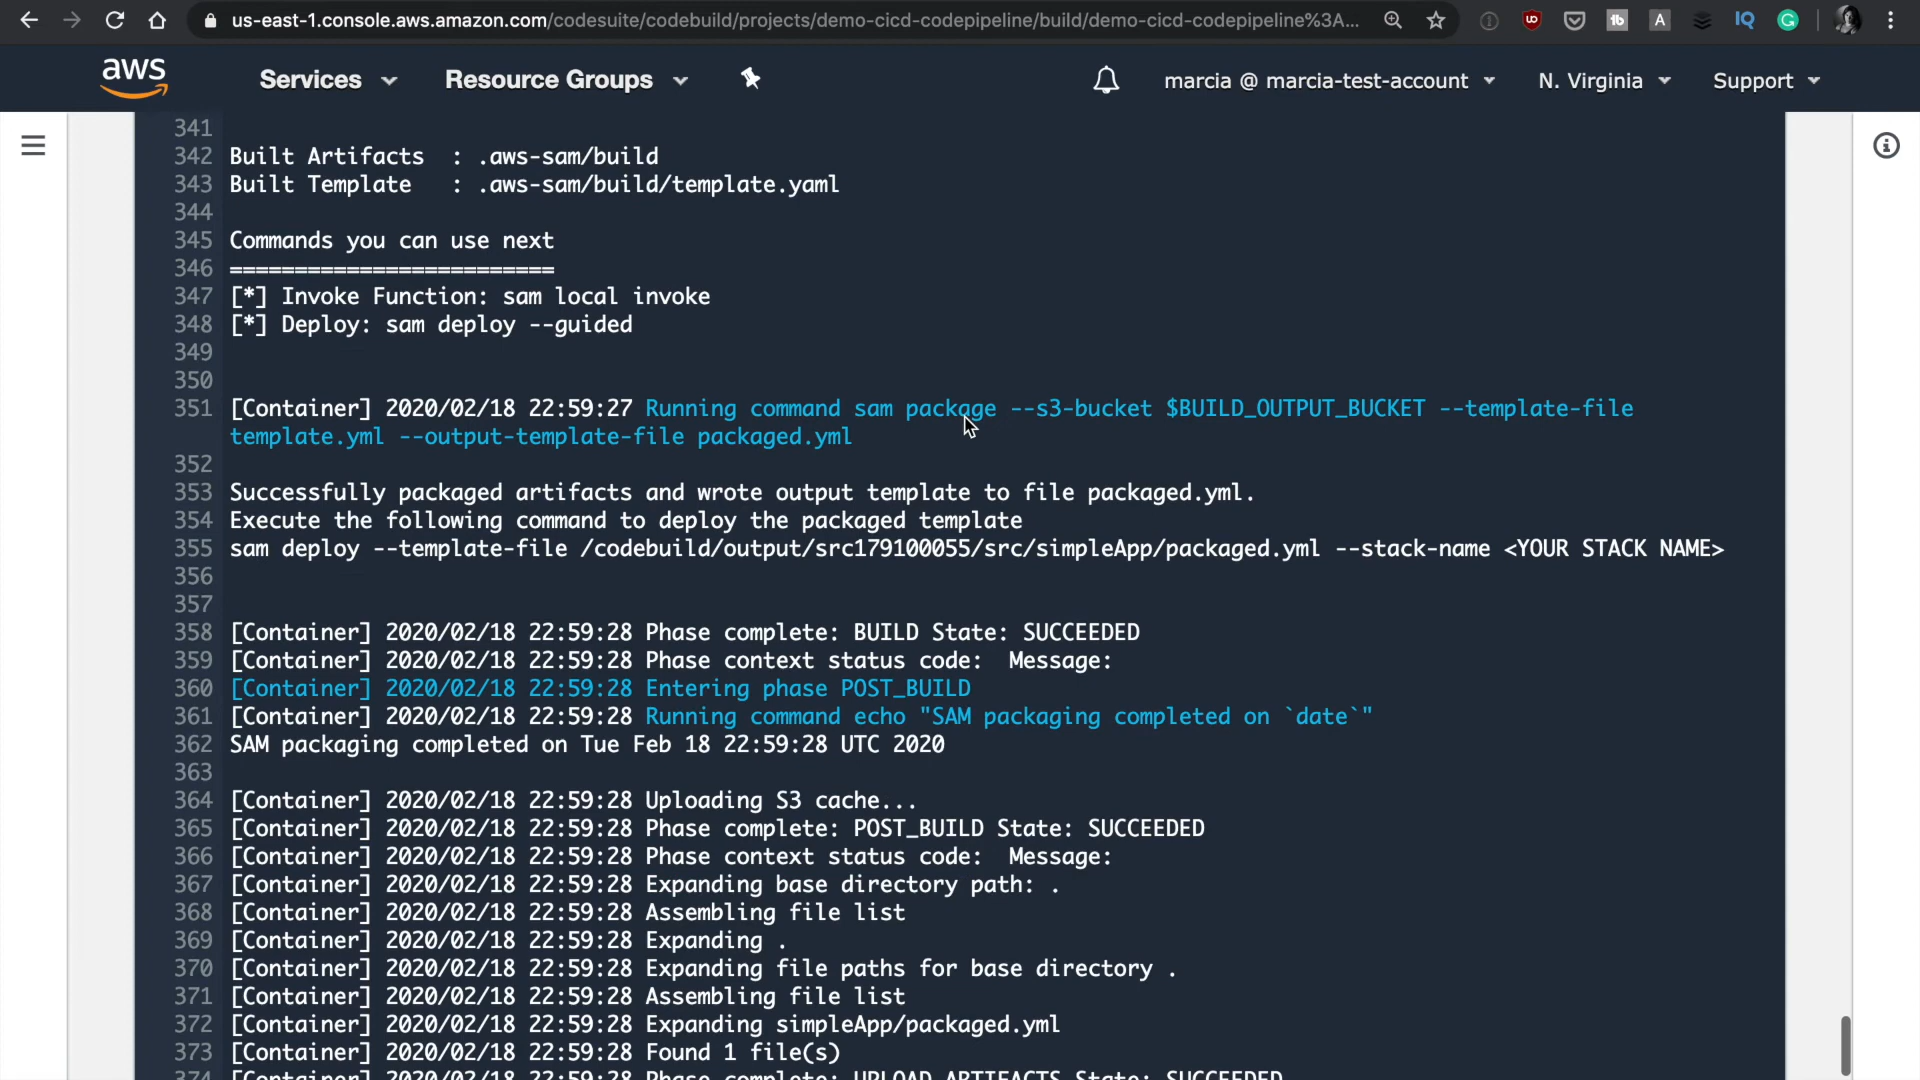 us-east-1.console.aws.amazon.com/codesuite/codebuild/projects/demo-cicd-codepipeline/build/demo-cicd-codepipeline%3A...
aws Services Resource Groups marcia @ marcia-test-account N. Virginia Support
341
342 Built Artifacts  : .aws-sam/build
343 Built Template   : .aws-sam/build/template.yaml
344
345 Commands you can use next
346 =========================
347 [*] Invoke Function: sam local invoke
348 [*] Deploy: sam deploy --guided
349
350
351 [Container] 2020/02/18 22:59:27 Running command sam package --s3-bucket $BUILD_OUTPUT_BUCKET --template-file
template.yml --output-template-file packaged.yml
352
353 Successfully packaged artifacts and wrote output template to file packaged.yml.
354 Execute the following command to deploy the packaged template
355 sam deploy --template-file /codebuild/output/src179100055/src/simpleApp/packaged.yml --stack-name <YOUR STACK NAME>
356
357
358 [Container] 2020/02/18 22:59:28 Phase complete: BUILD State: SUCCEEDED
359 [Container] 2020/02/18 22:59:28 Phase context status code:  Message:
360 [Container] 2020/02/18 22:59:28 Entering phase POST_BUILD
361 [Container] 2020/02/18 22:59:28 Running command echo "SAM packaging completed on `date`"
362 SAM packaging completed on Tue Feb 18 22:59:28 UTC 2020
363
364 [Container] 2020/02/18 22:59:28 Uploading S3 cache...
365 [Container] 2020/02/18 22:59:28 Phase complete: POST_BUILD State: SUCCEEDED
366 [Container] 2020/02/18 22:59:28 Phase context status code:  Message:
367 [Container] 2020/02/18 22:59:28 Expanding base directory path: .
368 [Container] 2020/02/18 22:59:28 Assembling file list
369 [Container] 2020/02/18 22:59:28 Expanding .
370 [Container] 2020/02/18 22:59:28 Expanding file paths for base directory .
371 [Container] 2020/02/18 22:59:28 Assembling file list
372 [Container] 2020/02/18 22:59:28 Expanding simpleApp/packaged.yml
373 [Container] 2020/02/18 22:59:28 Found 1 file(s)
374 [Container] 2020/02/18 22:59:28 Phase complete: UPLOAD_ARTIFACTS State: SUCCEEDED